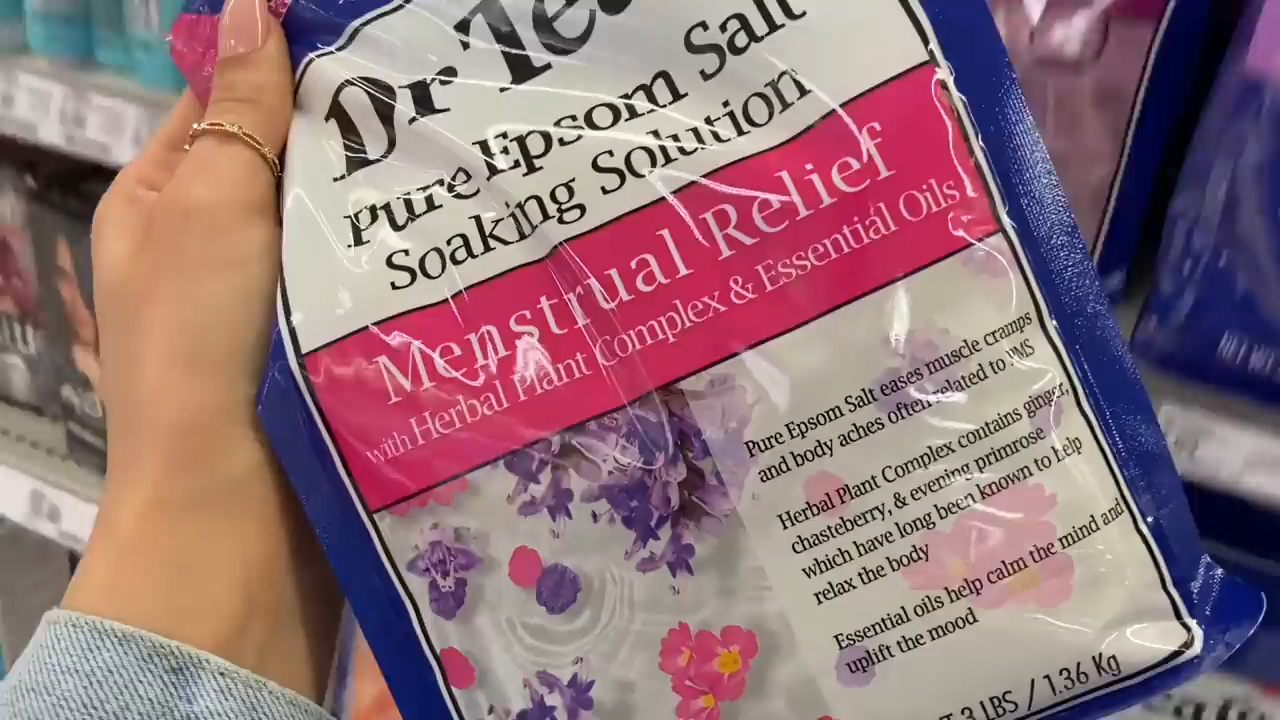 Dr Te
Pure Epsom Salt
Soaking Solution
Menstrual Relief
with Herbal Plant Complex & Essential Oils
Pure Epsom Salt eases muscle cramps
and body aches often related to PMS
Herbal Plant Complex contains ginger,
chasteberry, & evening primrose
which have long been known to help
relax the body
Essential oils help calm the mind and
uplift the mood
3 LBS / 1.36 Kg